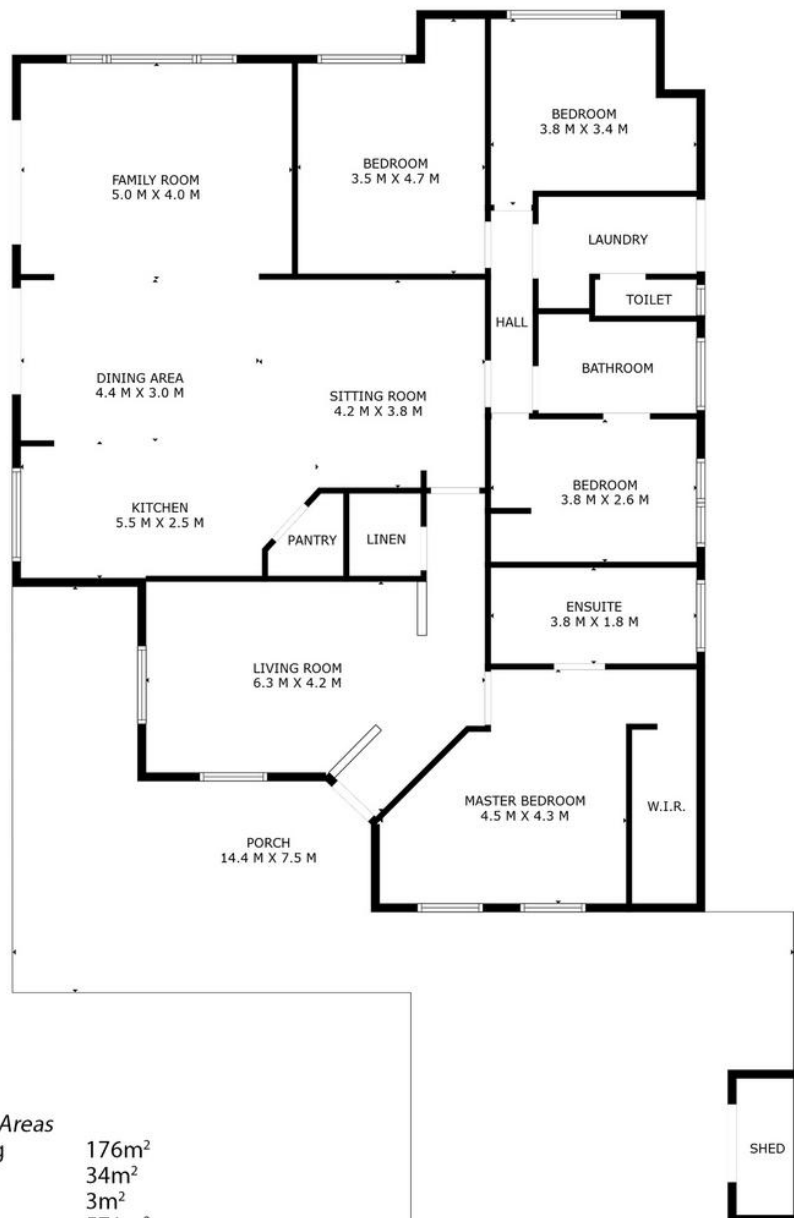 BEDROOM
3.8 M X 3.4 M
BEDROOM
3.5 M X 4.7 M
FAMILY ROOM
5.0 M X 4.0 M
LAUNDRY
TOILET
HALL
BATHROOM
DINING AREA
4.4 M X 3.0 M
SITTING ROOM
4.2 M X 3.8 M
BEDROOM
3.8 M X 2.6 M
KITCHEN
5.5 M X 2.5 M
PANTRY
LINEN
ENSUITE
3.8 M X 1.8 M
LIVING ROOM
6.3 M X 4.2 M
MASTER BEDROOM
4.5 M X 4.3 M
W.I.R.
PORCH
14.4 M X 7.5 M
Areas
g 176m²
34m²
3m²
SHED